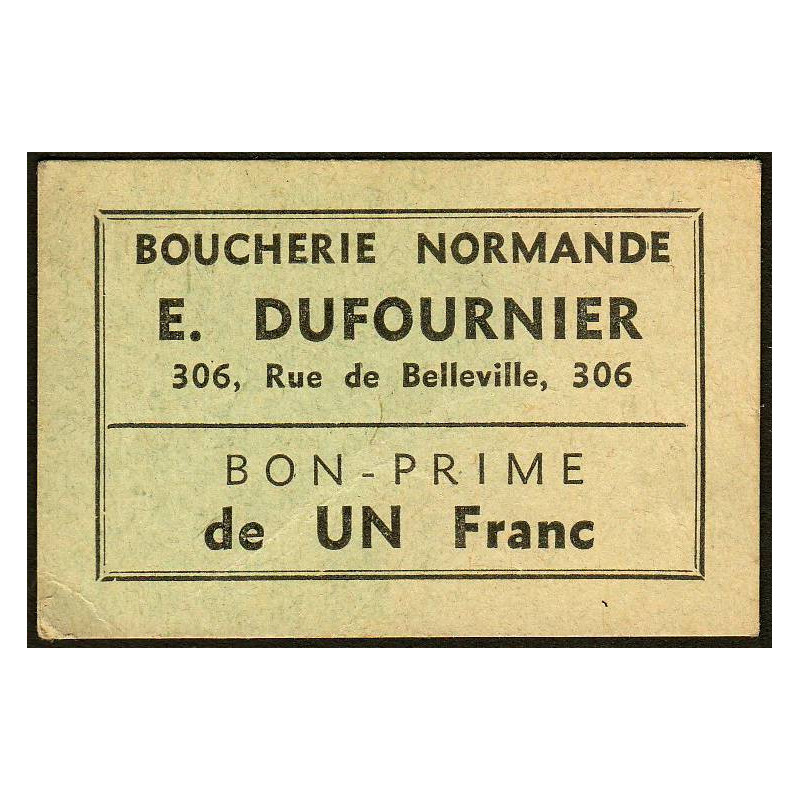 BOUCHERIE NORMANDE
E. DUFOURNIER
306, Rue de Belleville, 306
BON-PRIME
de UN Franc